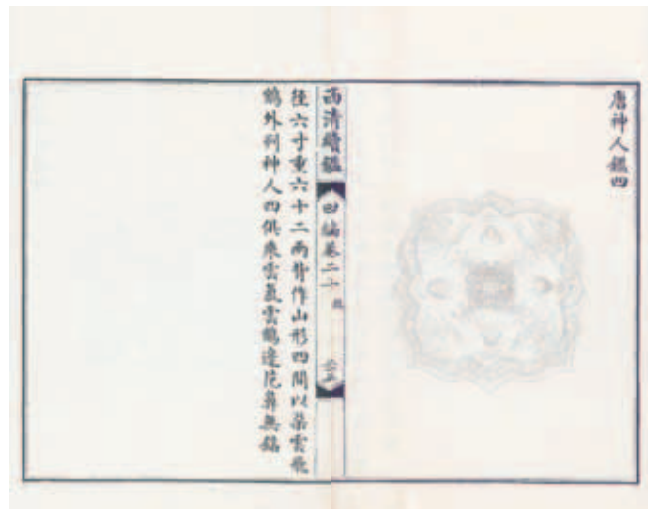 唐神人鑑四
西清續鑑
甲編卷二十
徑六寸重六十二兩背作山形四間以朵雲飛
鶴外列神人四俱乘雲氣雲鶴邊花鼻無銘